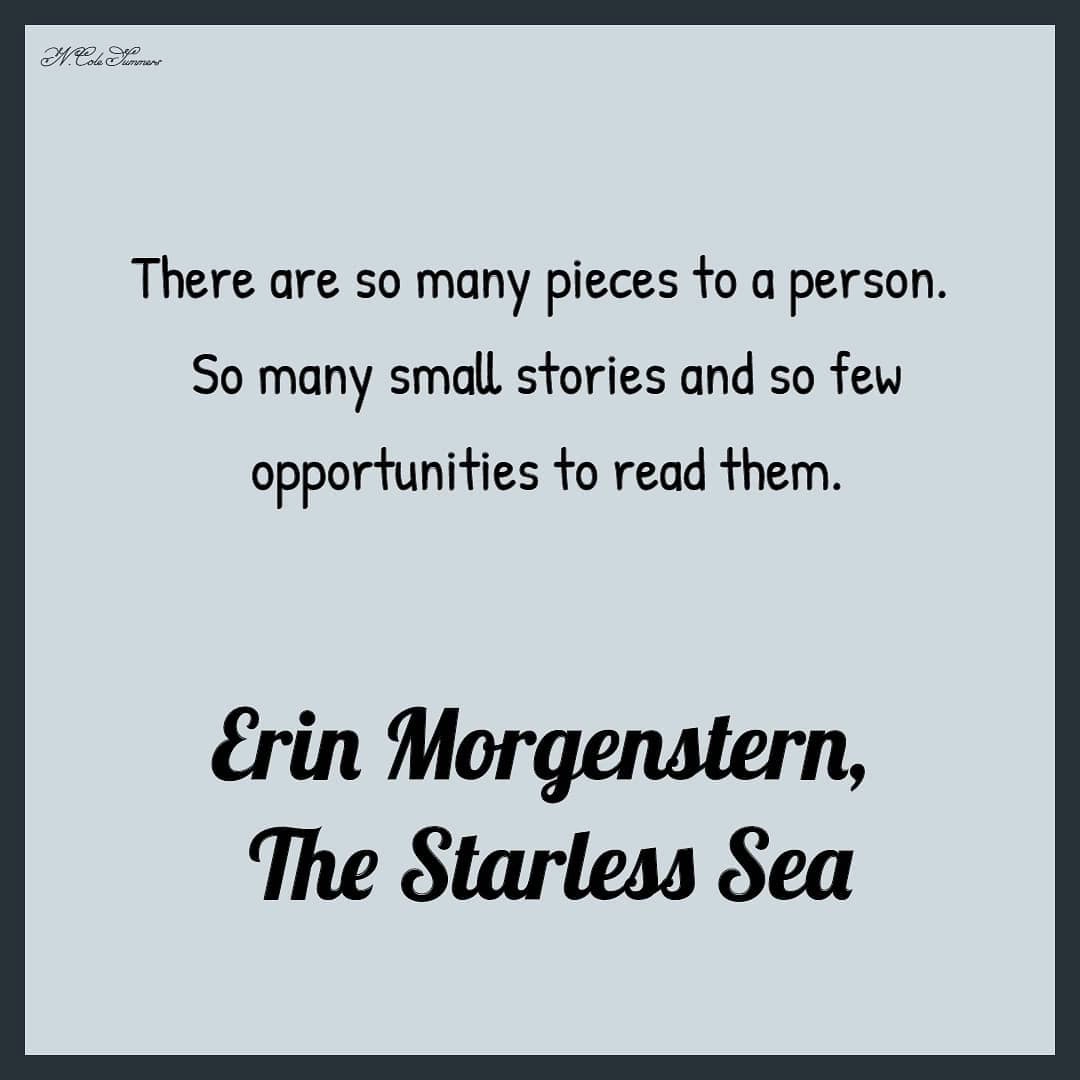 N. Cole Summers
There are so many pieces to a person.
So many small stories and so few
opportunities to read them.
Erin Morgenstern,
The Starless Sea